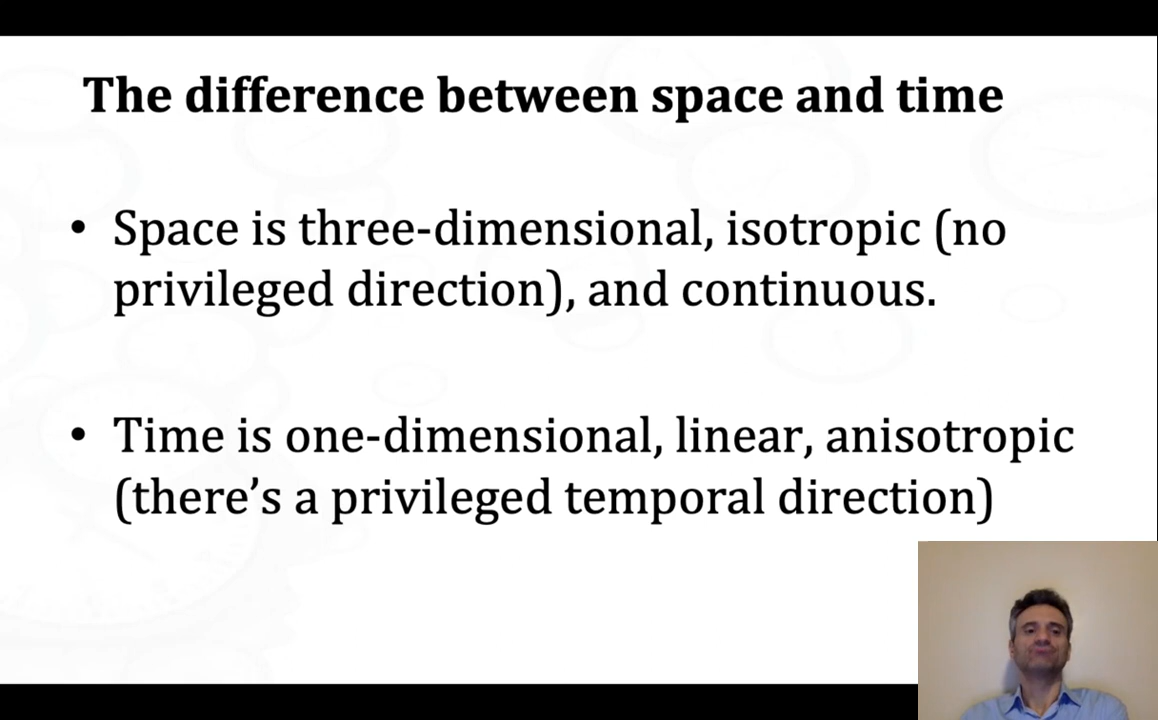 The difference between space and time
• Space is three-dimensional, isotropic (no
privileged direction), and continuous.
• Time is one-dimensional, linear, anisotropic
(there’s a privileged temporal direction)